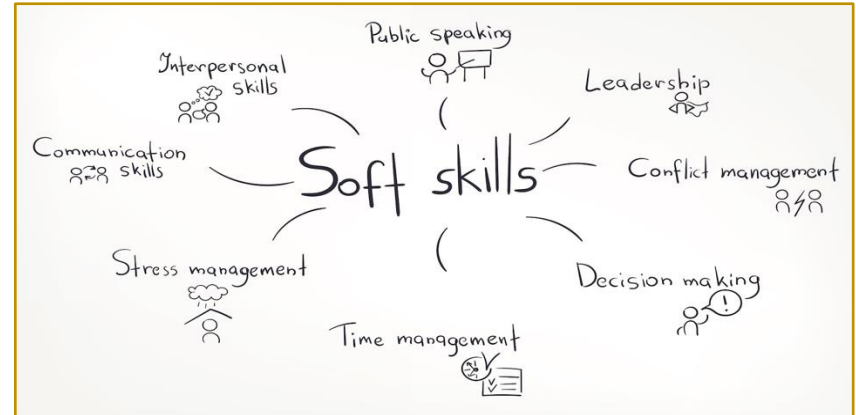 Public speaking
Interpersonal
skills
Leadership
Communication
skills
Soft skills
Conflict management
Stress management
Decision making
Time management